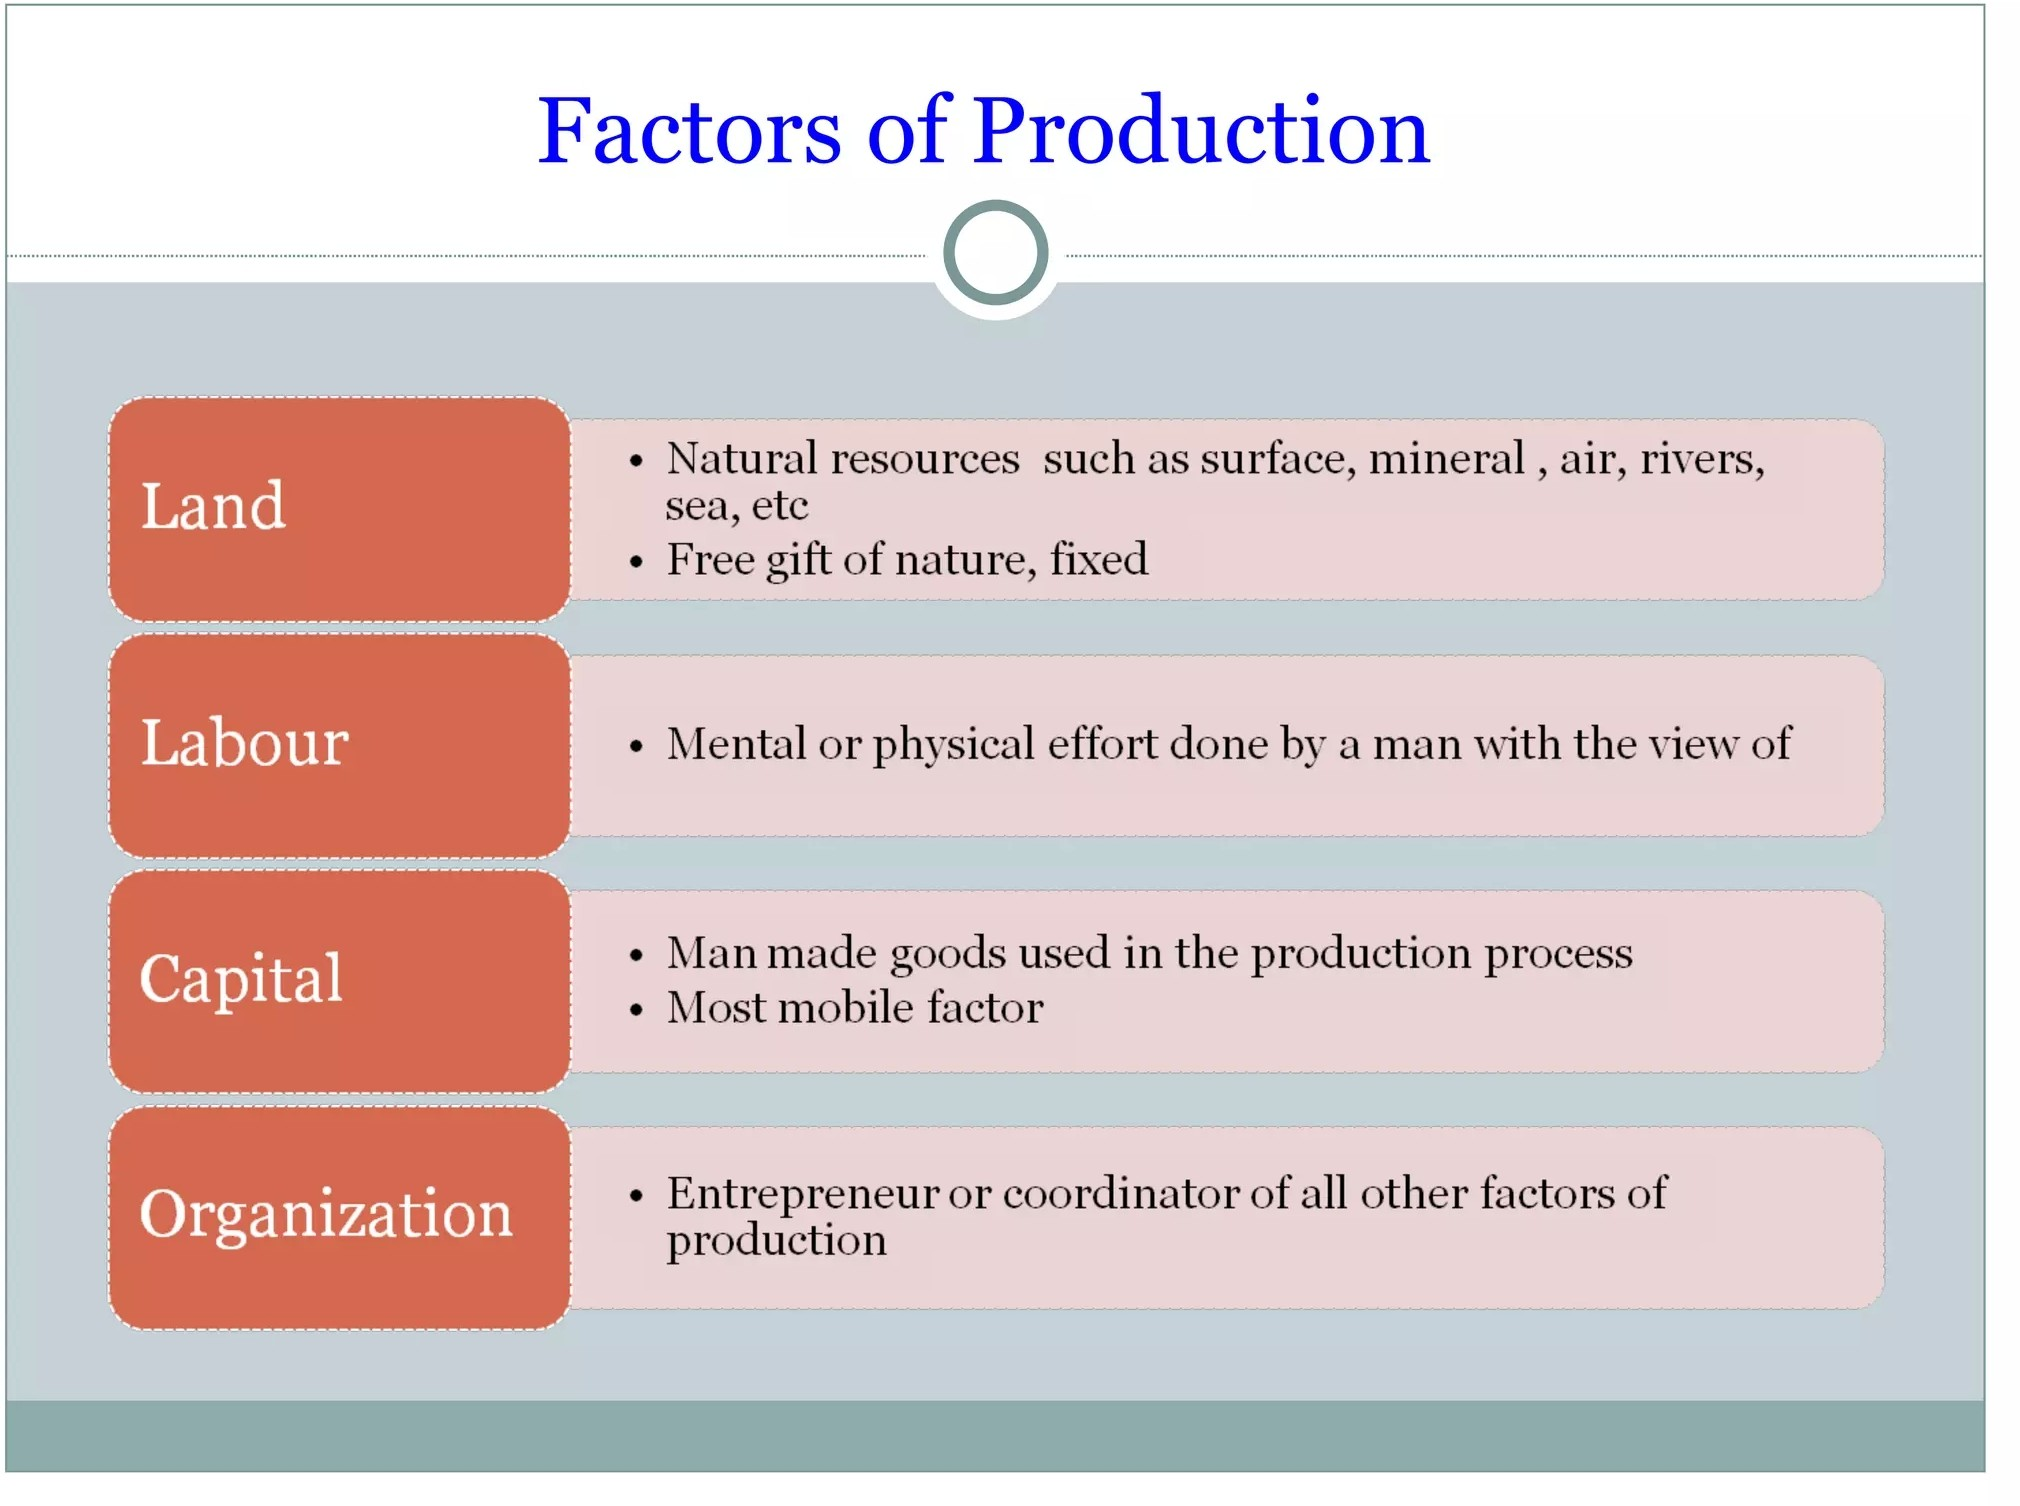 Factors of Production
Land
• Natural resources  such as surface, mineral , air, rivers,
sea, etc
• Free gift of nature, fixed
Labour
• Mental or physical effort done by a man with the view of
Capital
• Man made goods used in the production process
• Most mobile factor
Organization
• Entrepreneur or coordinator of all other factors of
production